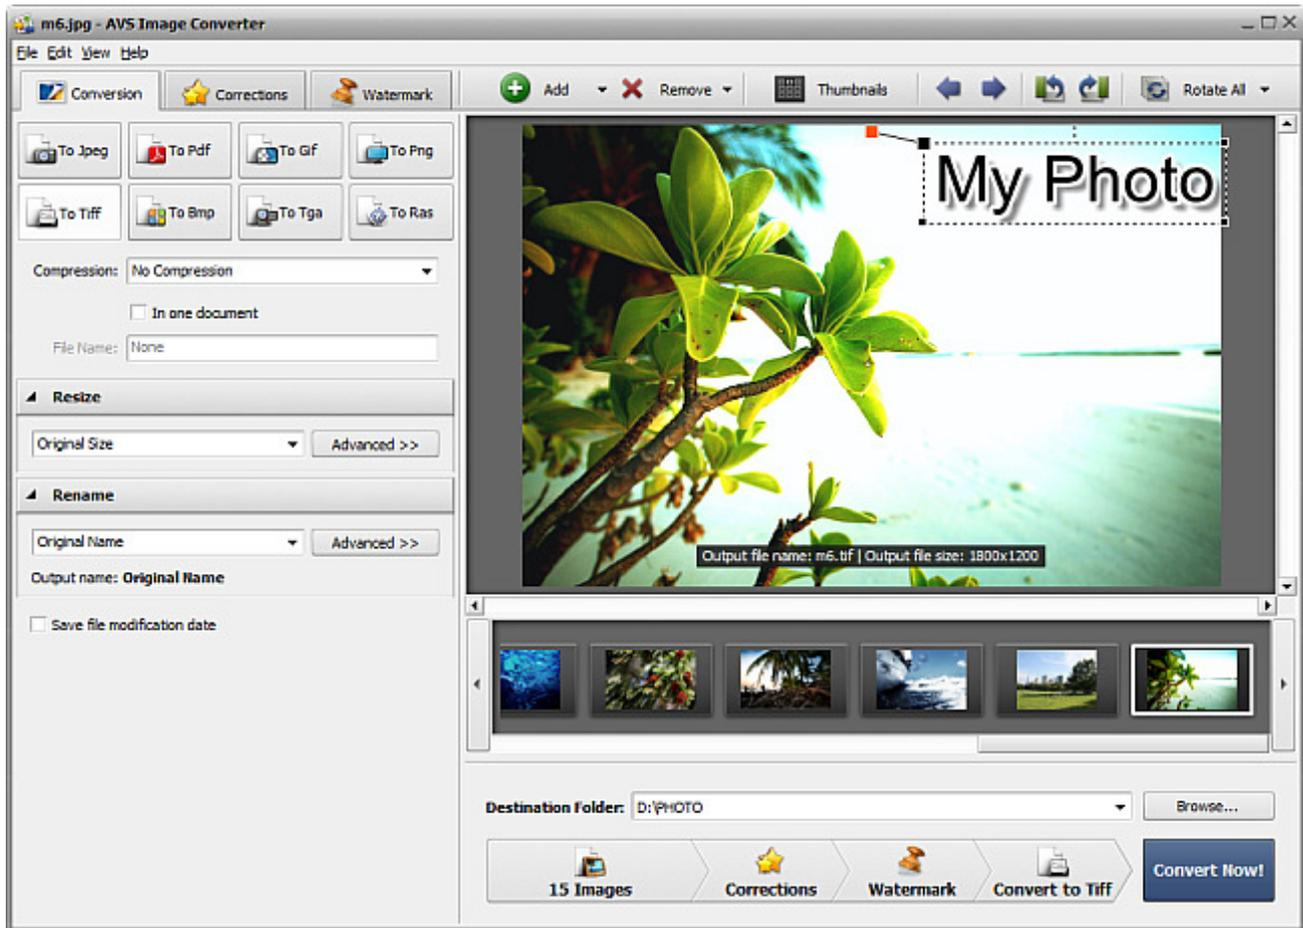 m6.jpg - AVS Image Converter
File Edit View Help
Conversion Corrections Watermark
Add Remove Thumbnails Rotate All
To Jpeg To Pdf To Gif To Png
To Tiff To Bmp To Tga To Ras
Compression: No Compression
In one document
File Name: None
Resize
Original Size Advanced >>
Rename
Original Name Advanced >>
Output name: Original Name
Save file modification date
My Photo
Output file name: m6.tif | Output file size: 1800x1200
Destination Folder: D:\PHOTO Browse...
15 Images Corrections Watermark Convert to Tiff Convert Now!